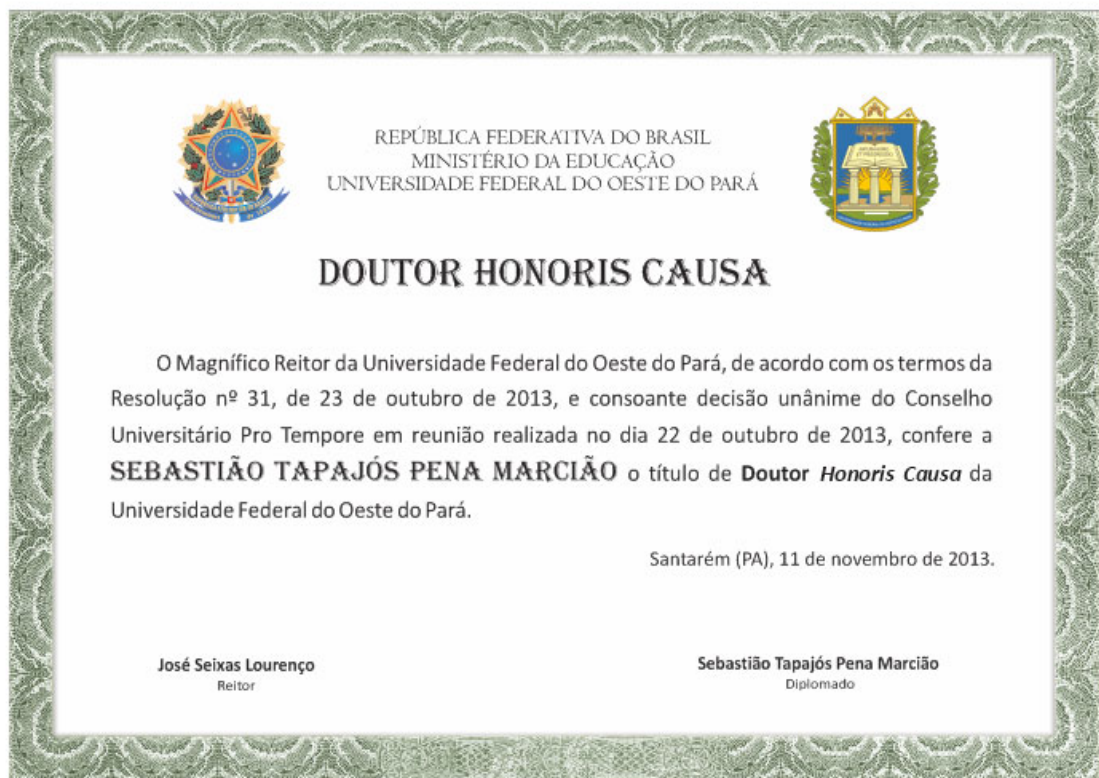 REPÚBLICA FEDERATIVA DO BRASIL
MINISTÉRIO DA EDUCAÇÃO
UNIVERSIDADE FEDERAL DO OESTE DO PARÁ
DOUTOR HONORIS CAUSA
O Magnífico Reitor da Universidade Federal do Oeste do Pará, de acordo com os termos da
Resolução nº 31, de 23 de outubro de 2013, e consoante decisão unânime do Conselho
Universitário Pro Tempore em reunião realizada no dia 22 de outubro de 2013, confere a
SEBASTIÃO TAPAJÓS PENA MARCIÃO o título de Doutor Honoris Causa da
Universidade Federal do Oeste do Pará.
Santarém (PA), 11 de novembro de 2013.
José Seixas Lourenço
Reitor
Sebastião Tapajós Pena Marcião
Diplomado